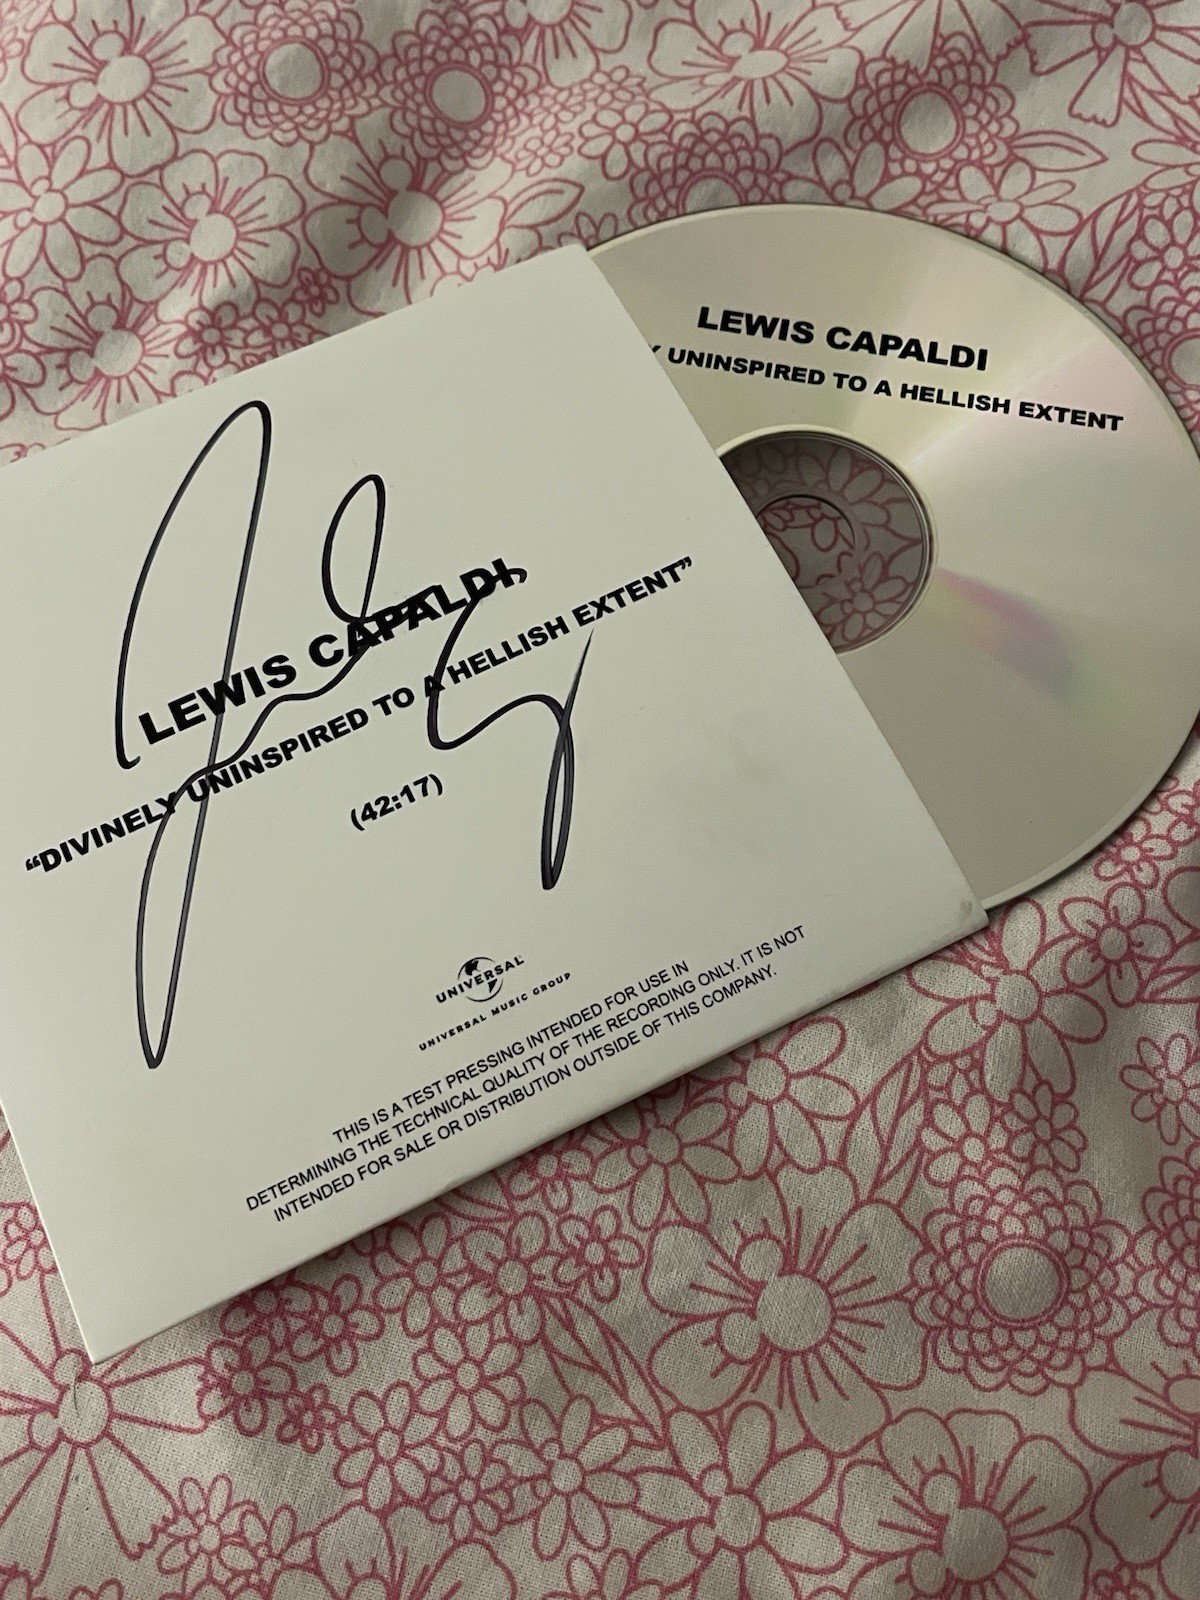 LEWIS CAPALDI
UNINSPIRED TO A HELLISH EXTENT
LEWIS CAPALDI
“DIVINELY UNINSPIRED TO A HELLISH EXTENT”
(42:17)
UNIVERSAL
UNIVERSAL MUSIC GROUP
THIS IS A TEST PRESSING INTENDED FOR USE IN
DETERMINING THE TECHNICAL QUALITY OF THE RECORDING ONLY. IT IS NOT
INTENDED FOR SALE OR DISTRIBUTION OUTSIDE OF THIS COMPANY.